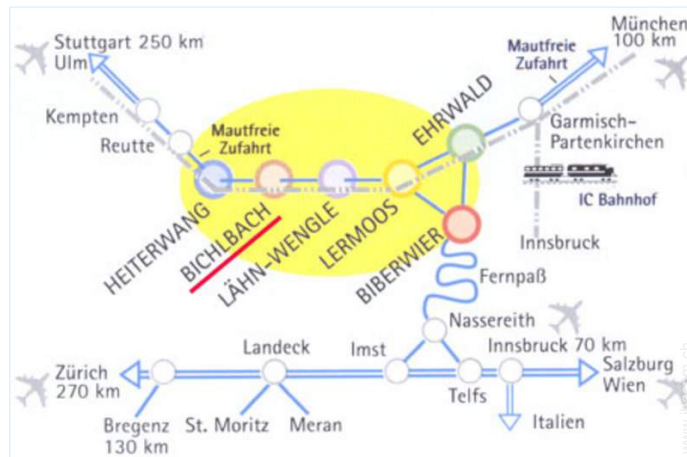 München
100 km
Stuttgart 250 km
Ulm
Mautfreie
Zufahrt
Kempten
Reutte
Mautfreie
Zufahrt
EHRWALD
Garmisch-
Partenkirchen
IC Bahnhof
HEITERWANG
BICHLBACH
LÄHN-WENGLE
LERMOOS
BIBERWIER
Innsbruck
Fernpaß
Nassereith
Landeck
Imst
Innsbruck 70 km
Zürich
270 km
Salzburg
Wien
Telfs
Bregenz
130 km
St. Moritz
Meran
Italien